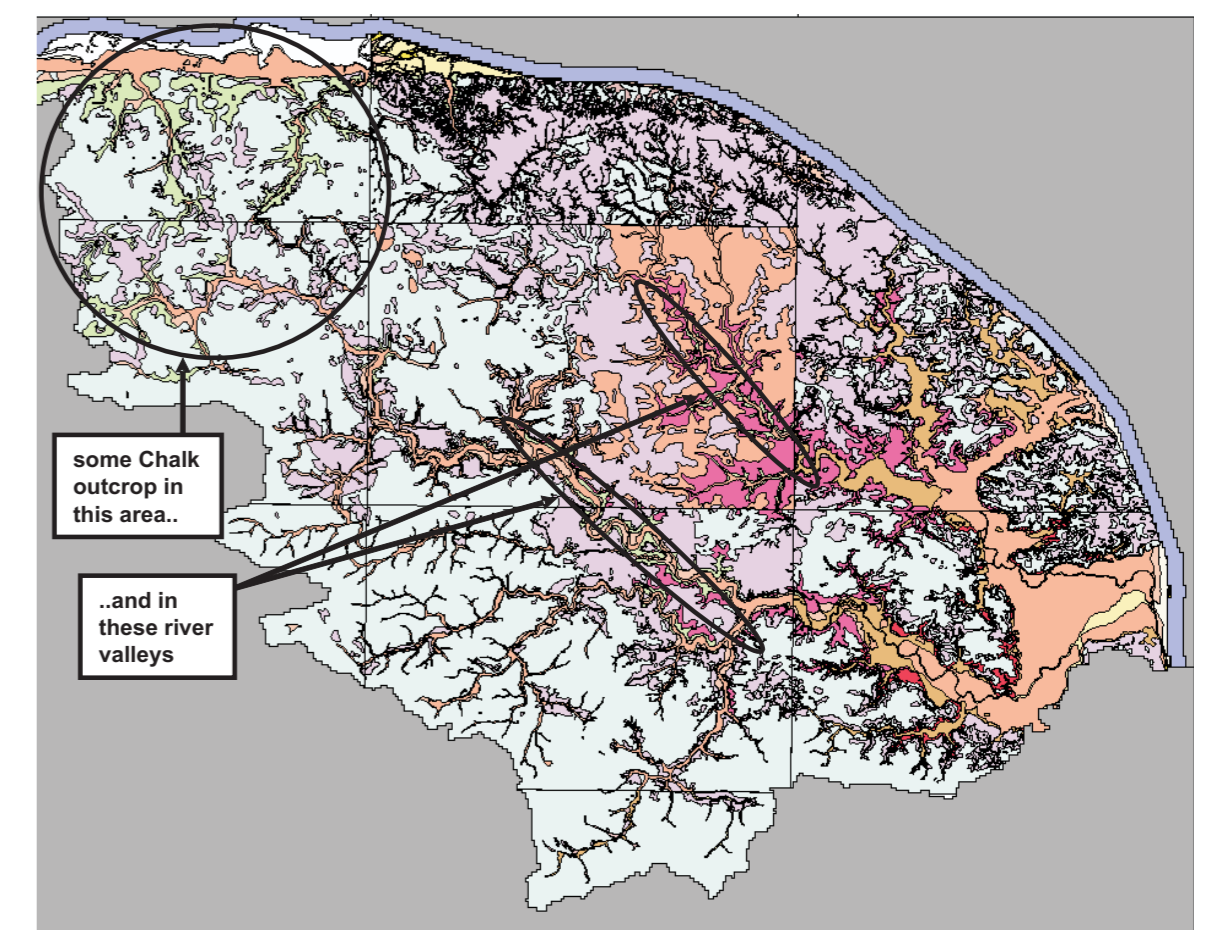 some Chalk
outcrop in
this area..
..and in
these river
valleys